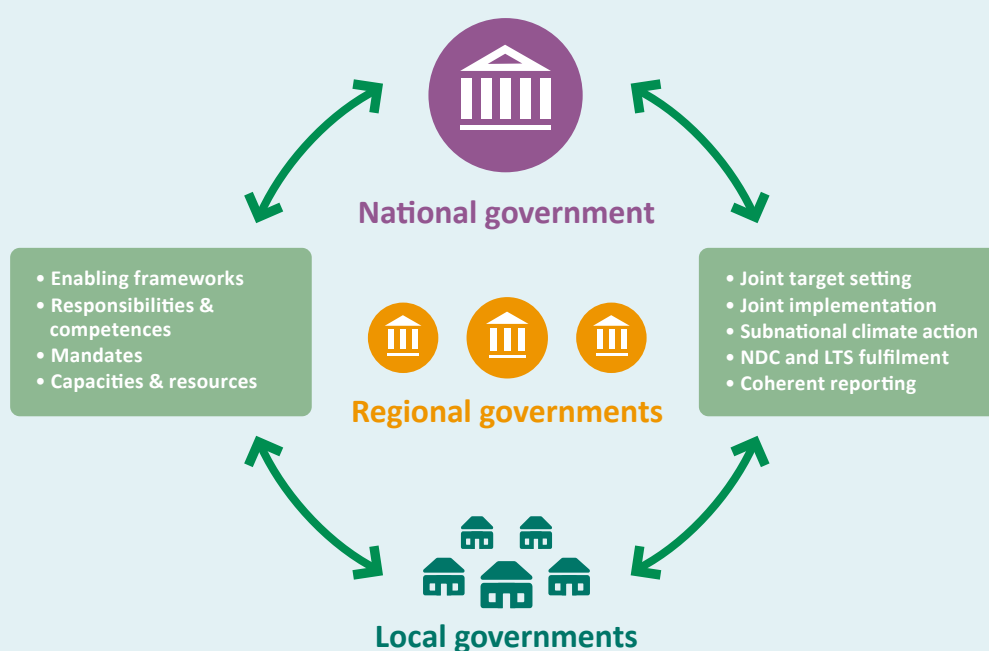 National government
• Enabling frameworks
• Responsibilities &
competences
• Mandates
• Capacities & resources
• Joint target setting
• Joint implementation
• Subnational climate action
• NDC and LTS fulfilment
• Coherent reporting
Regional governments
Local governments